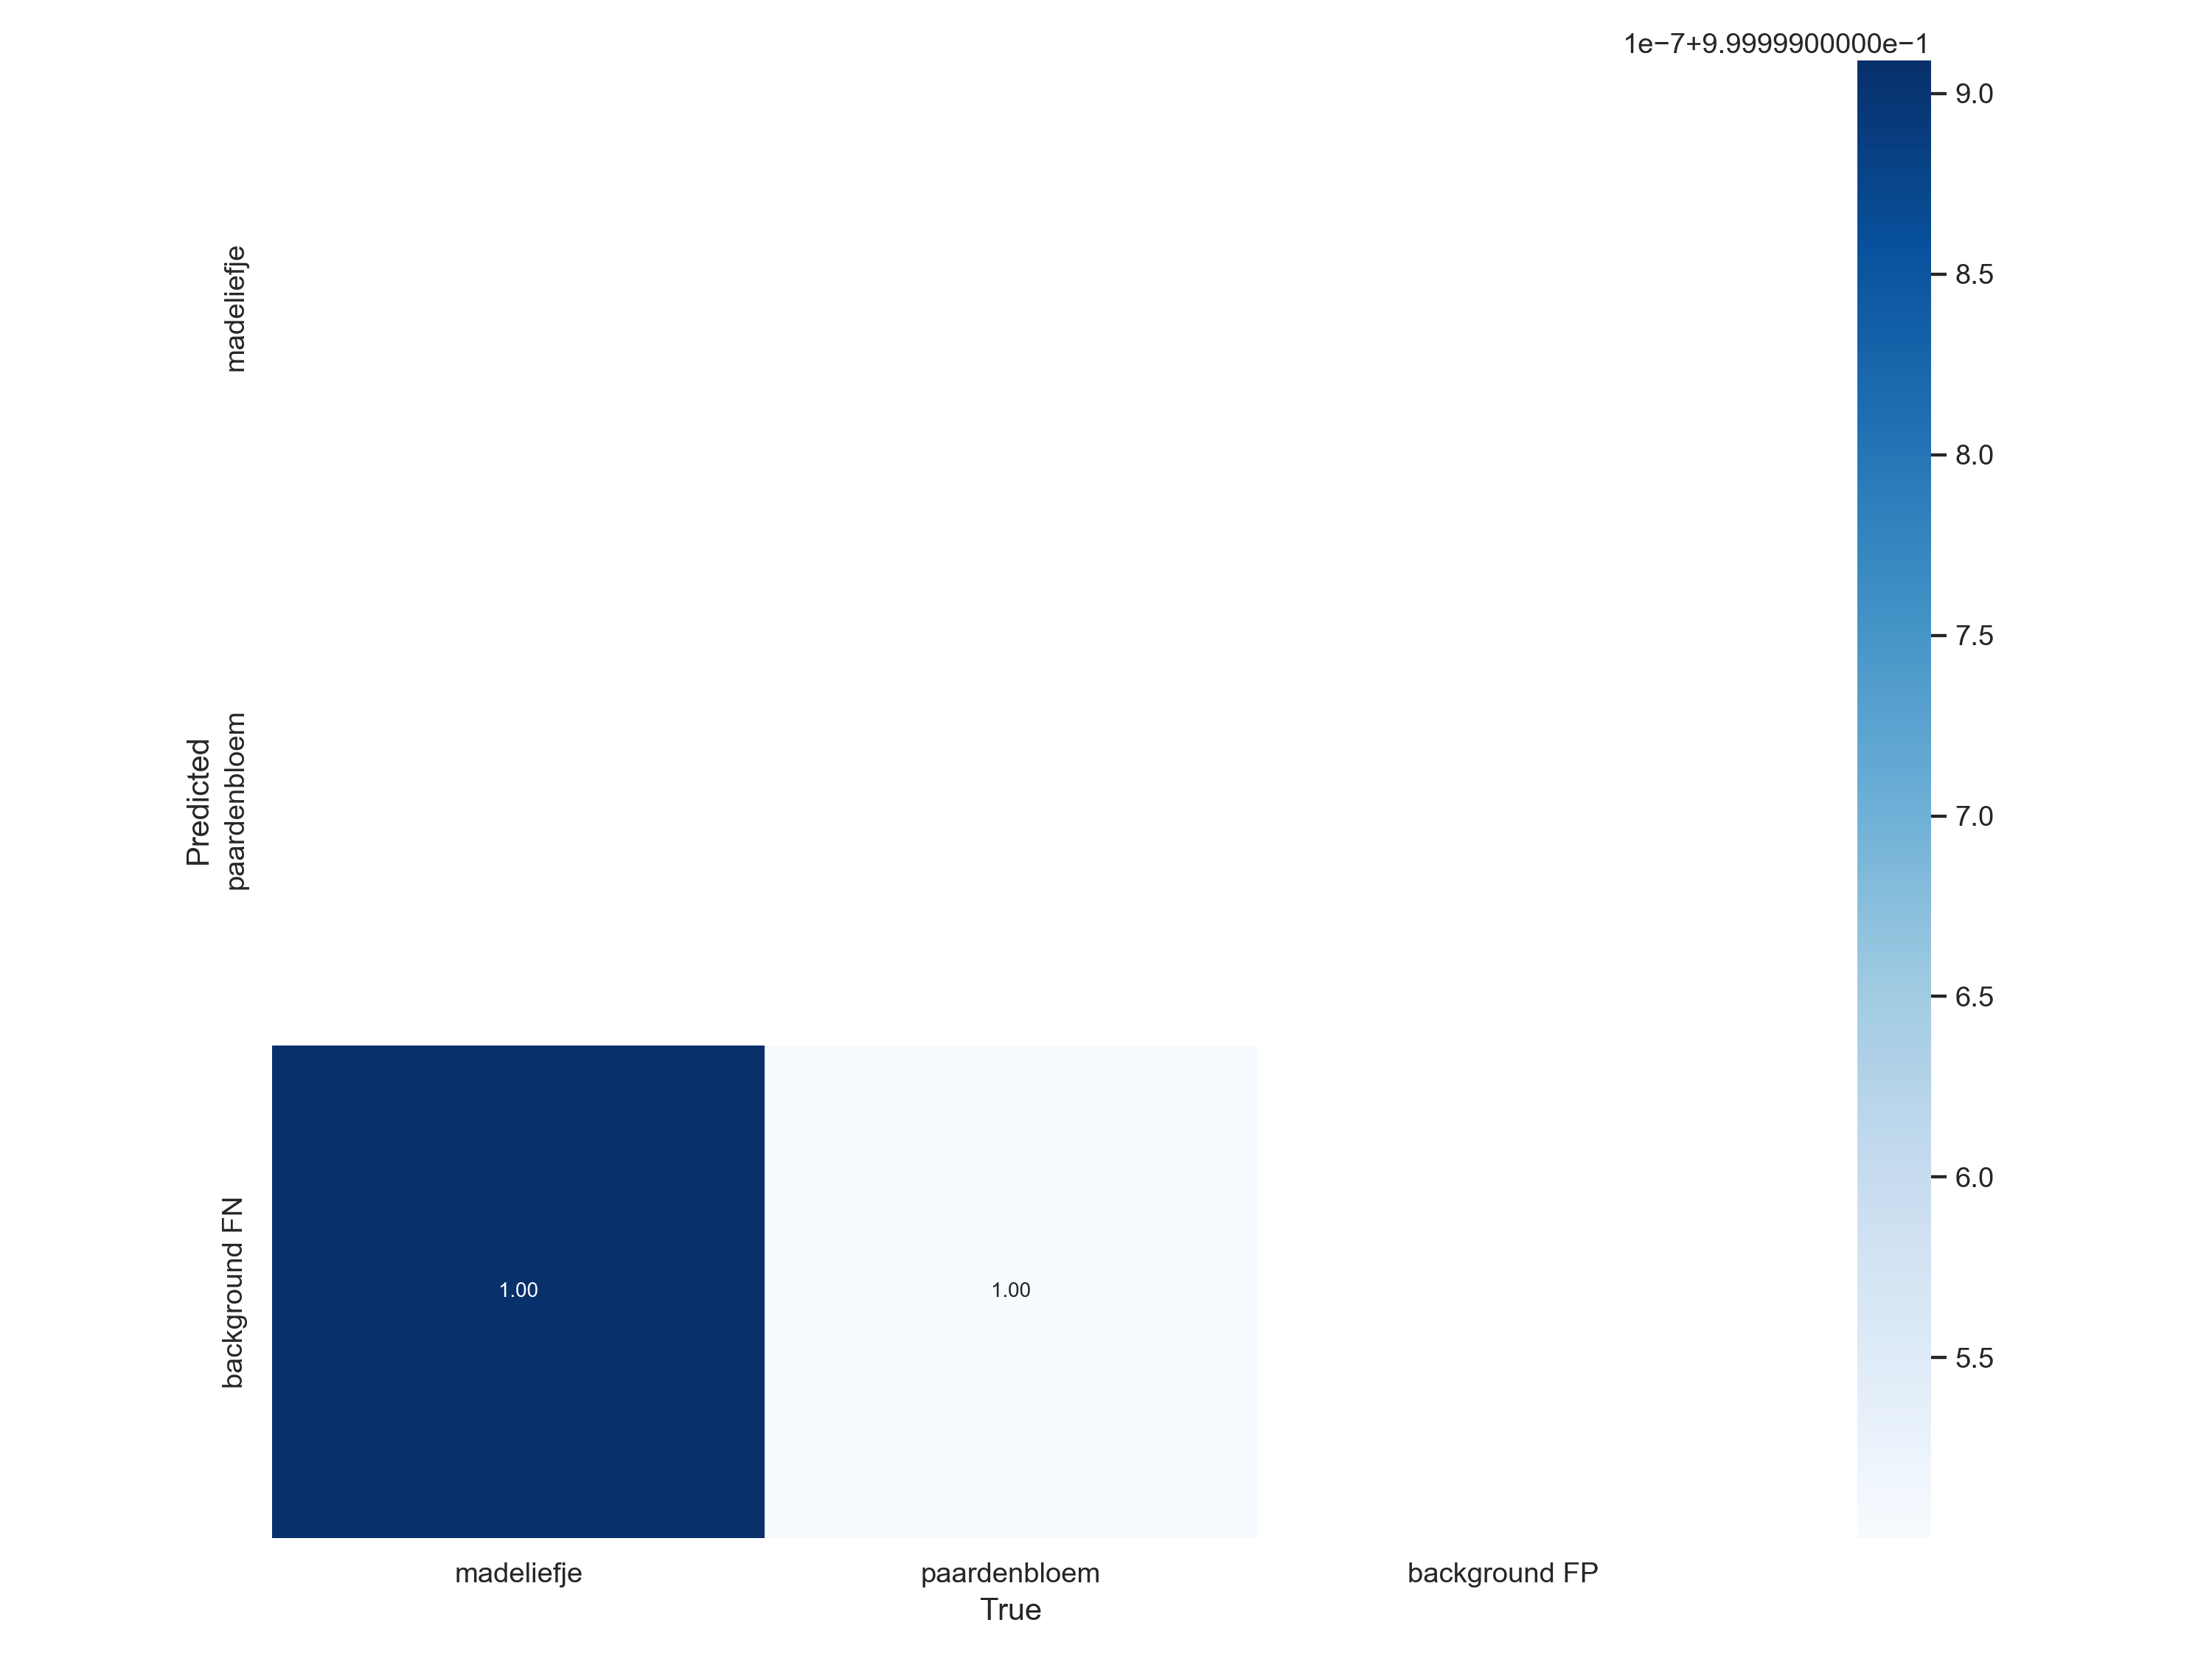 1e−7+9.9999900000e−1
9.0
8.5
8.0
7.5
7.0
6.5
6.0
5.5
Predicted
madeliefje
paardenbloem
background FN
1.00
1.00
madeliefje
paardenbloem
background FP
True